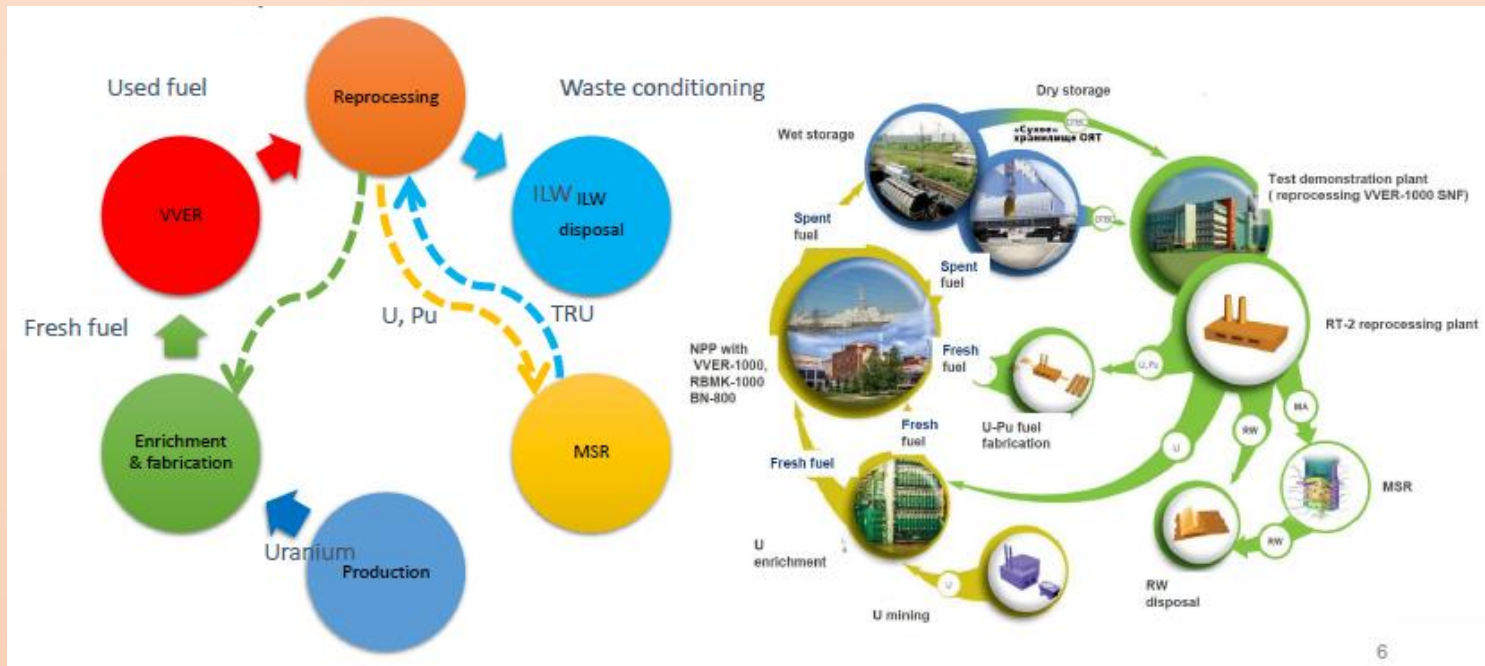 Used fuel
Reprocessing
Waste conditioning
VVER
ILW
ILW
disposal
Fresh fuel
U, Pu
TRU
Enrichment
& fabrication
MSR
Uranium
Production
Dry storage
Wet storage
«Сухое»
хранилище ОЯТ
Test demonstration plant
( reprocessing VVER-1000 SNF)
Spent
fuel
Spent
fuel
RT-2 reprocessing plant
NPP with
VVER-1000,
RBMK-1000
BN-800
Fresh
fuel
U, Pu
U-Pu fuel
fabrication
MA
RW
Fresh
fuel
Fresh fuel
U
MSR
RW
U
enrichment
RW
disposal
U
U mining
6